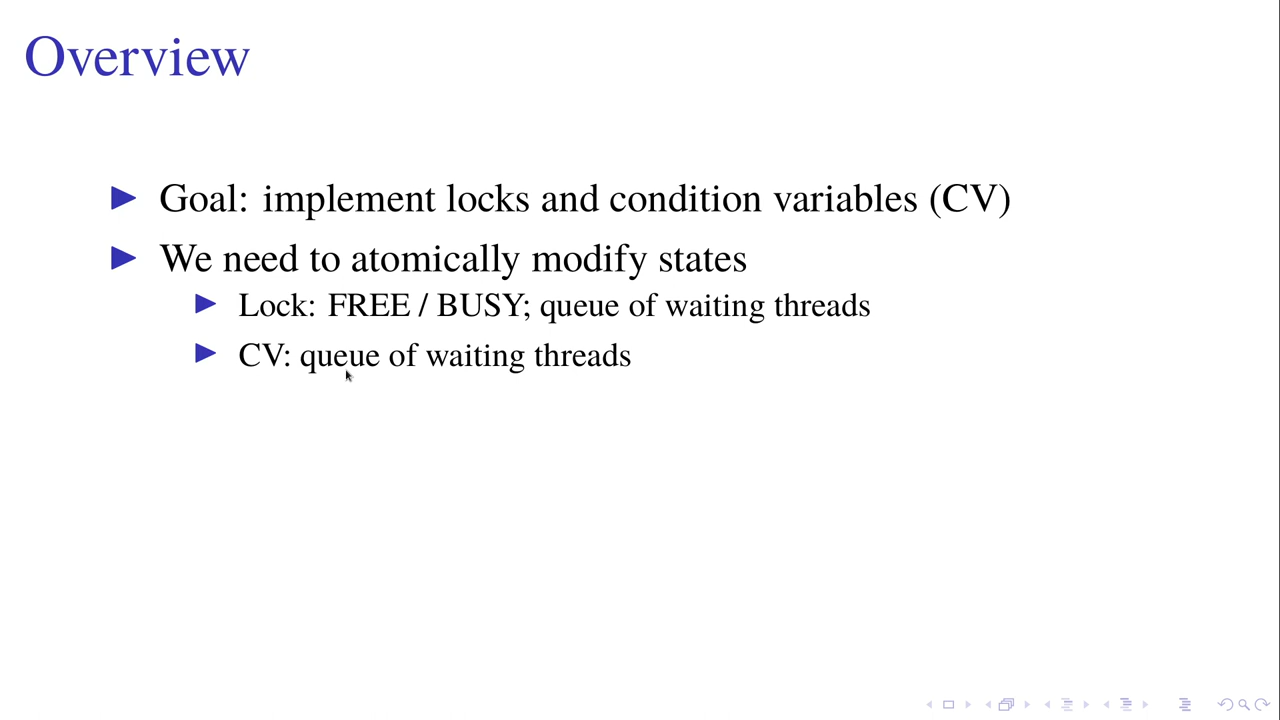 Overview
Goal: implement locks and condition variables (CV)
We need to atomically modify states
Lock: FREE / BUSY; queue of waiting threads
CV: queue of waiting threads